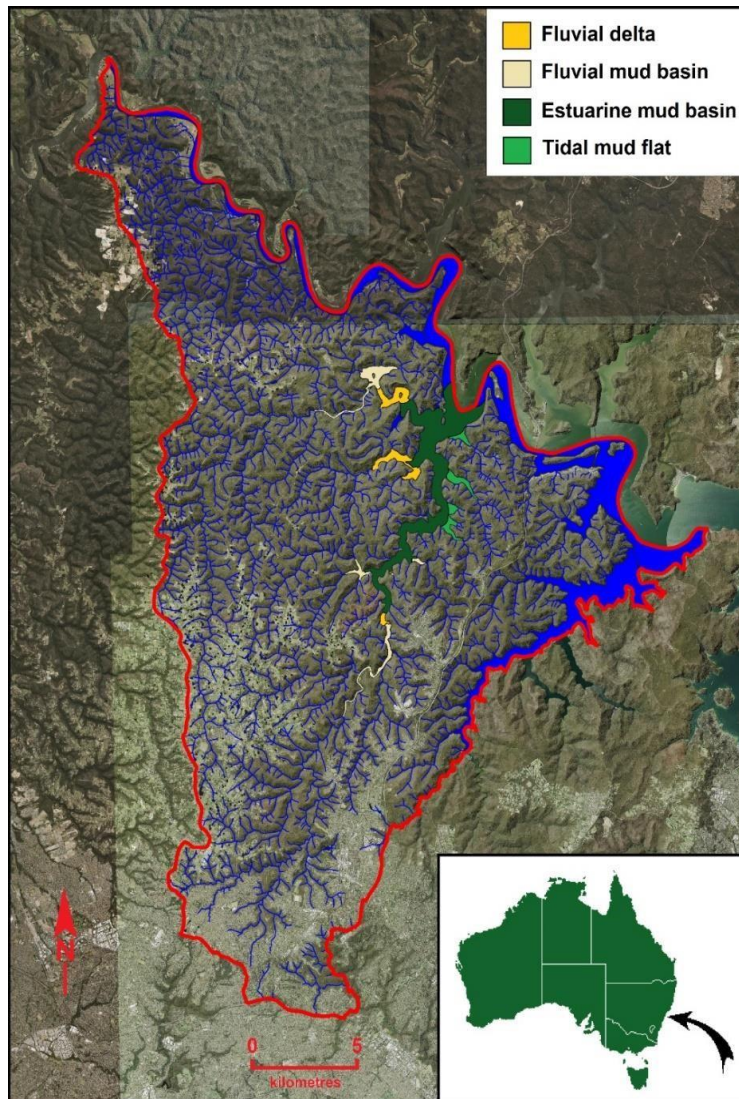 Fluvial delta
Fluvial mud basin
Estuarine mud basin
Tidal mud flat
N
0 5
kilometres